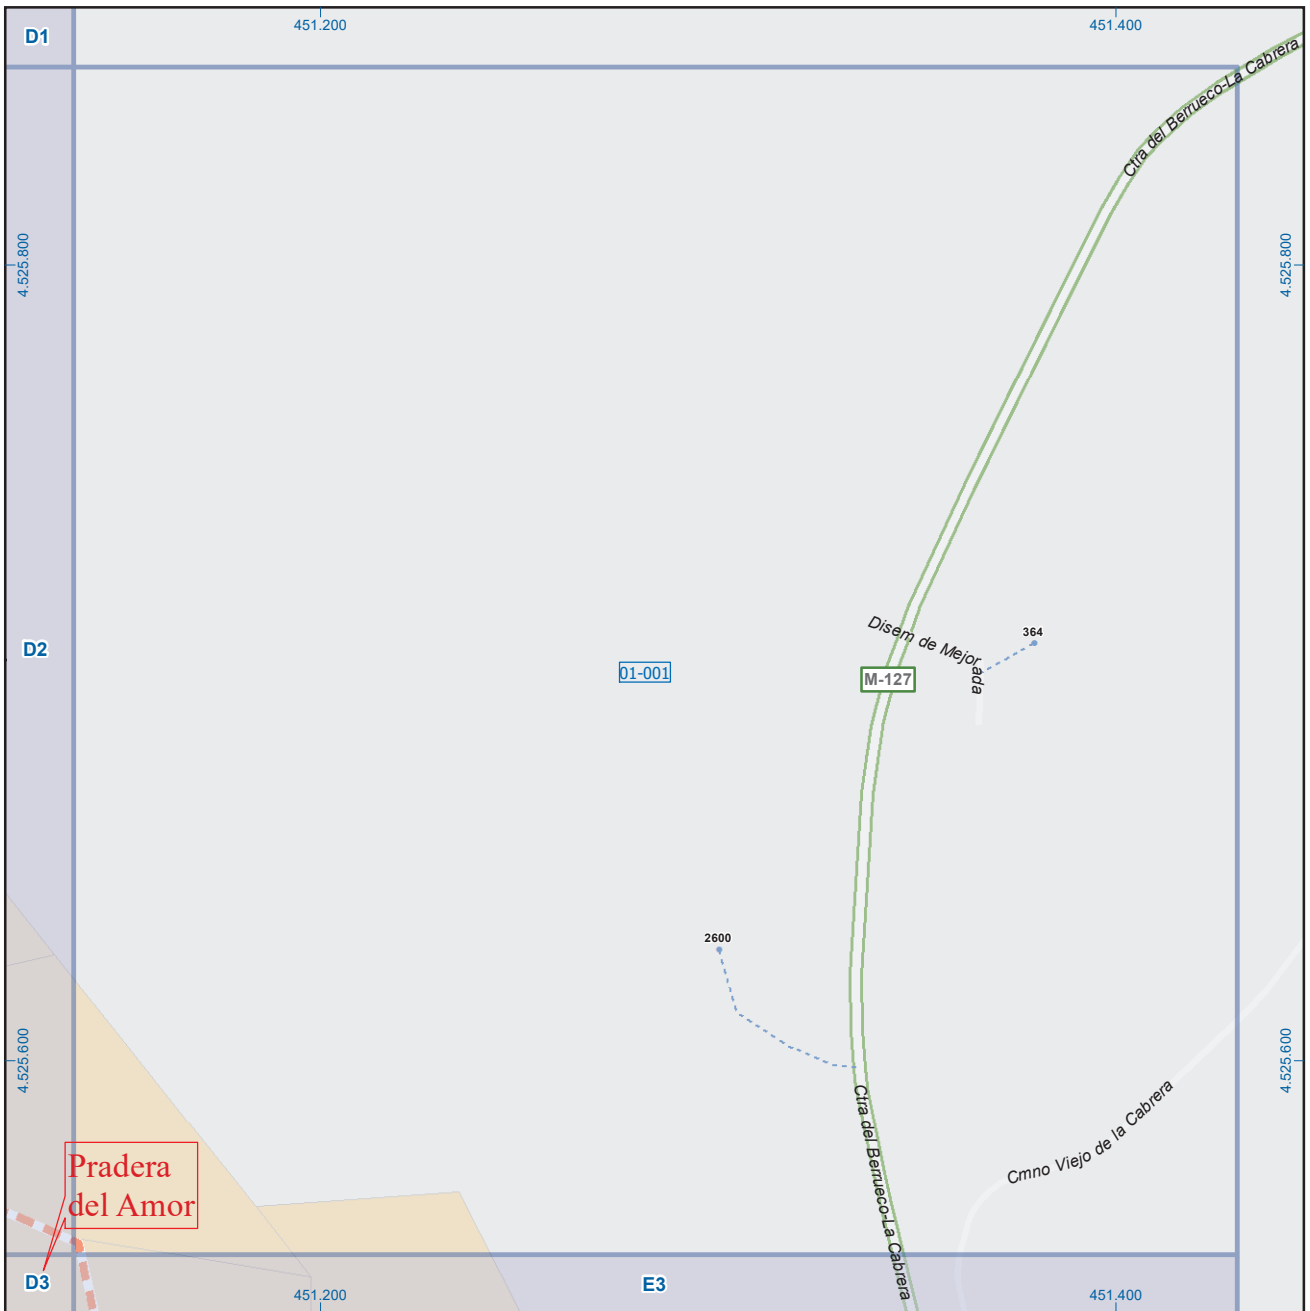 451.200
451.400
D1
Ctra del Berrueco-La Cabrera
4.525.800
4.525.800
Disem de Mejorada
364
D2
01-001
M-127
2600
4.525.600
4.525.600
Ctra del Berrueco-La Cabrera
Cmno Viejo de la Cabrera
Pradera
del Amor
D3
E3
451.200
451.400